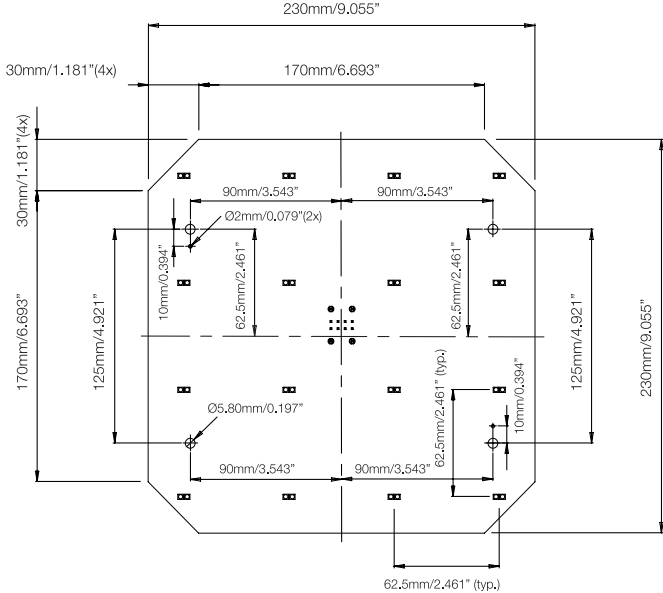 230mm/9.055”
30mm/1.181”(4x)
170mm/6.693”
30mm/1.181”(4x)
90mm/3.543”
90mm/3.543”
Ø2mm/0.079”(2x)
10mm/0.394”
62.5mm/2.461”
62.5mm/2.461”
170mm/6.693”
125mm/4.921”
125mm/4.921”
230mm/9.055”
62.5mm/2.461” (typ.)
10mm/0.394”
Ø5.80mm/0.197”
90mm/3.543”
90mm/3.543”
62.5mm/2.461” (typ.)